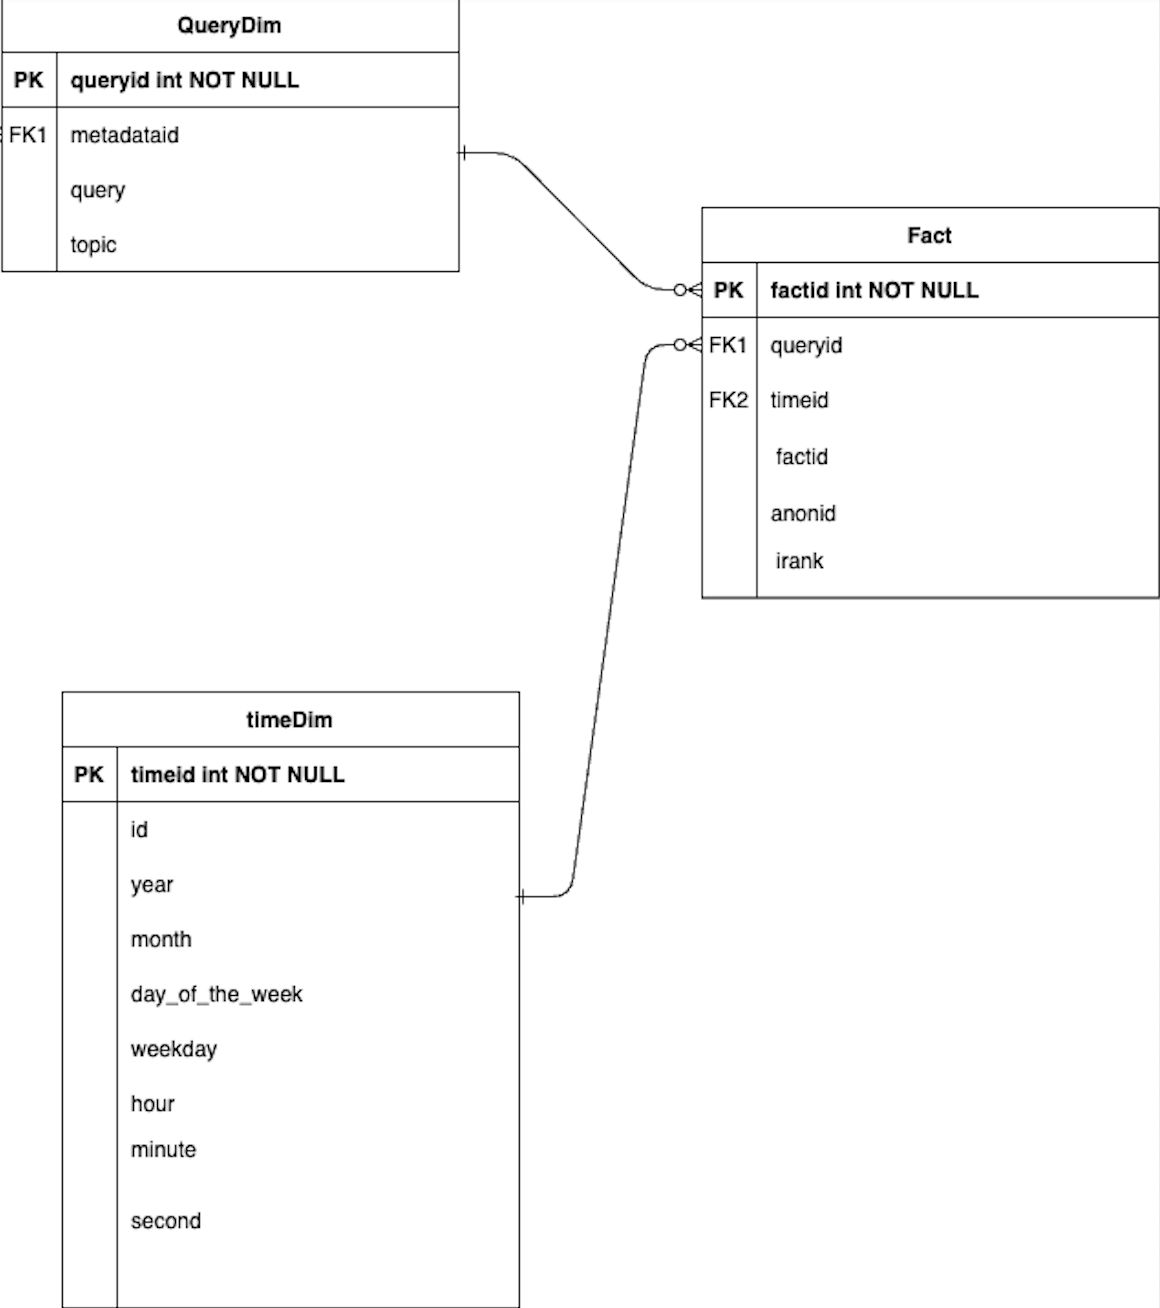 QueryDim
PK queryid int NOT NULL
FK1 metadataid
query
topic
Fact
PK factid int NOT NULL
FK1 queryid
FK2 timeid
factid
anonid
irank
timeDim
PK timeid int NOT NULL
id
year
month
day_of_the_week
weekday
hour
minute
second